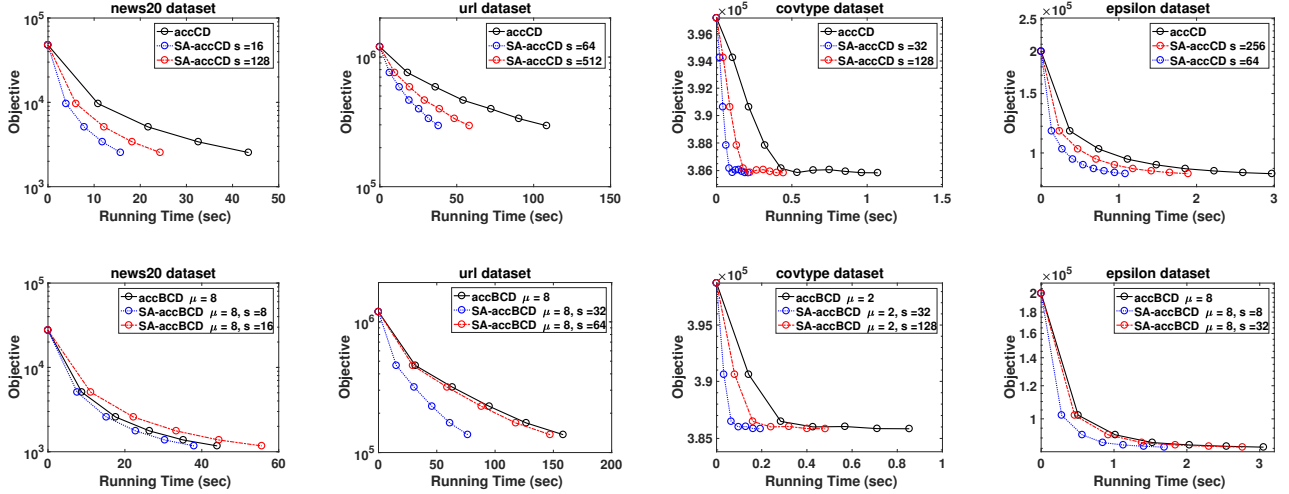 news20 dataset
10^5
10^4
10^3
Objective
accCD
SA-accCD s =16
SA-accCD s =128
0 10 20 30 40 50
Running Time (sec)
url dataset
10^6
10^5
Objective
accCD
SA-accCD s =64
SA-accCD s =512
0 50 100 150
Running Time (sec)
covtype dataset
×10^5
3.96
3.94
3.92
3.9
3.88
3.86
Objective
accCD
SA-accCD s =32
SA-accCD s =128
0 0.5 1 1.5
Running Time (sec)
epsilon dataset
×10^5
2.5
2
1.5
1
Objective
accCD
SA-accCD s =256
SA-accCD s =64
0 1 2 3
Running Time (sec)
news20 dataset
10^5
10^4
10^3
Objective
accBCD μ = 8
SA-accBCD μ = 8, s=8
SA-accBCD μ = 8, s=16
0 20 40 60
Running Time (sec)
url dataset
10^6
10^5
Objective
accBCD μ = 8
SA-accBCD μ = 8, s=32
SA-accBCD μ = 8, s=64
0 50 100 150 200
Running Time (sec)
covtype dataset
×10^5
3.95
3.9
3.85
Objective
accBCD μ = 2
SA-accBCD μ = 2, s=32
SA-accBCD μ = 2, s=128
0 0.2 0.4 0.6 0.8 1
Running Time (sec)
epsilon dataset
×10^5
2
1.8
1.6
1.4
1.2
1
Objective
accBCD μ = 8
SA-accBCD μ = 8, s=8
SA-accBCD μ = 8, s=32
0 1 2 3
Running Time (sec)